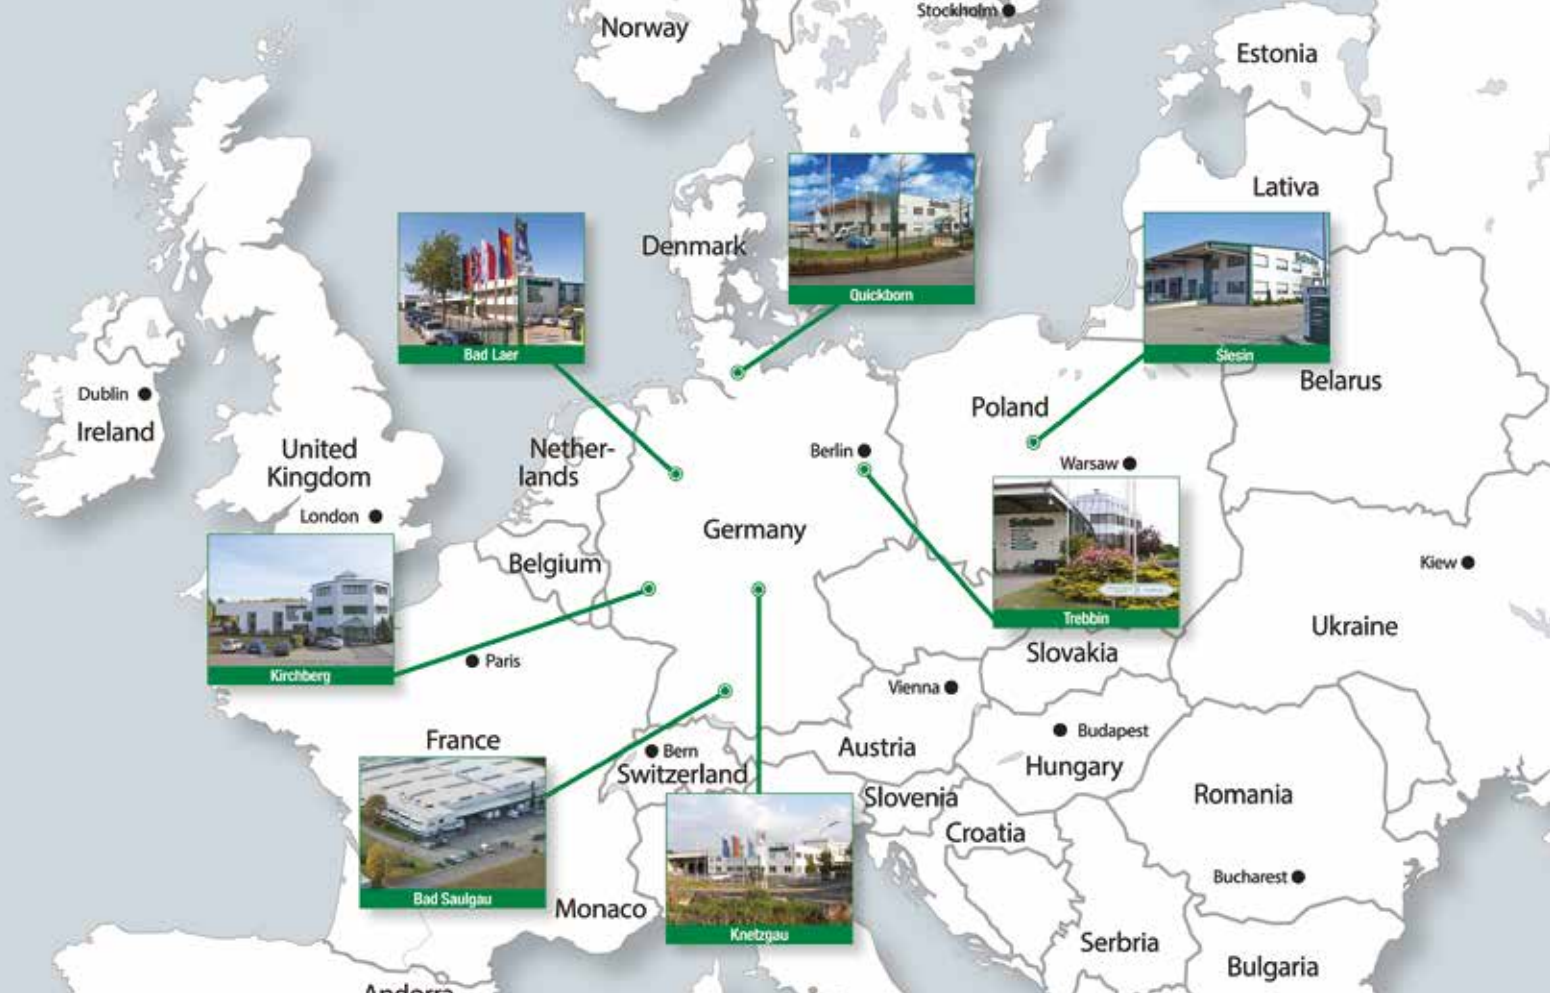 Stockholm
Norway
Estonia
Lativa
Denmark
Quickborn
Bad Laer
Slesin
Belarus
Dublin
Ireland
Poland
United
Kingdom
Nether-
lands
Berlin
Warsaw
London
Germany
Belgium
Kiew
Trebbin
Ukraine
Slovakia
Kirchberg
Paris
Vienna
Budapest
France
Bern
Switzerland
Austria
Hungary
Slovenia
Croatia
Romania
Bucharest
Bad Saulgau
Monaco
Knetzgau
Serbria
Bulgaria
Andorra